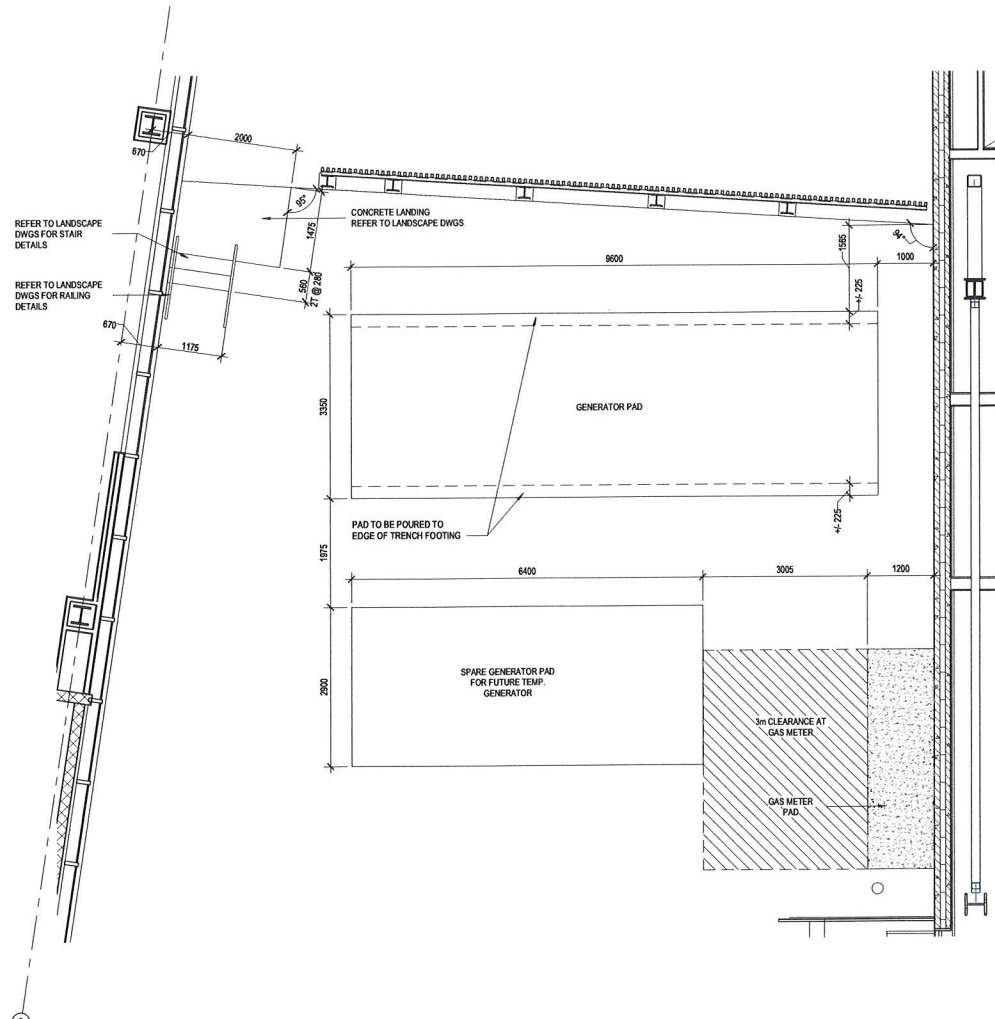 2000
670
95°
CONCRETE LANDING
REFER TO LANDSCAPE DWGS
1475
REFER TO LANDSCAPE
DWGS FOR STAIR
DETAILS
94°
1565
9600
1000
REFER TO LANDSCAPE
DWGS FOR RAILING
DETAILS
560
2T @ 280
+/- 225
670
1175
3350
GENERATOR PAD
PAD TO BE POURED TO
EDGE OF TRENCH FOOTING
+/- 225
1975
6400
3005
1200
2900
SPARE GENERATOR PAD
FOR FUTURE TEMP.
GENERATOR
3m CLEARANCE AT
GAS METER
GAS METER
PAD